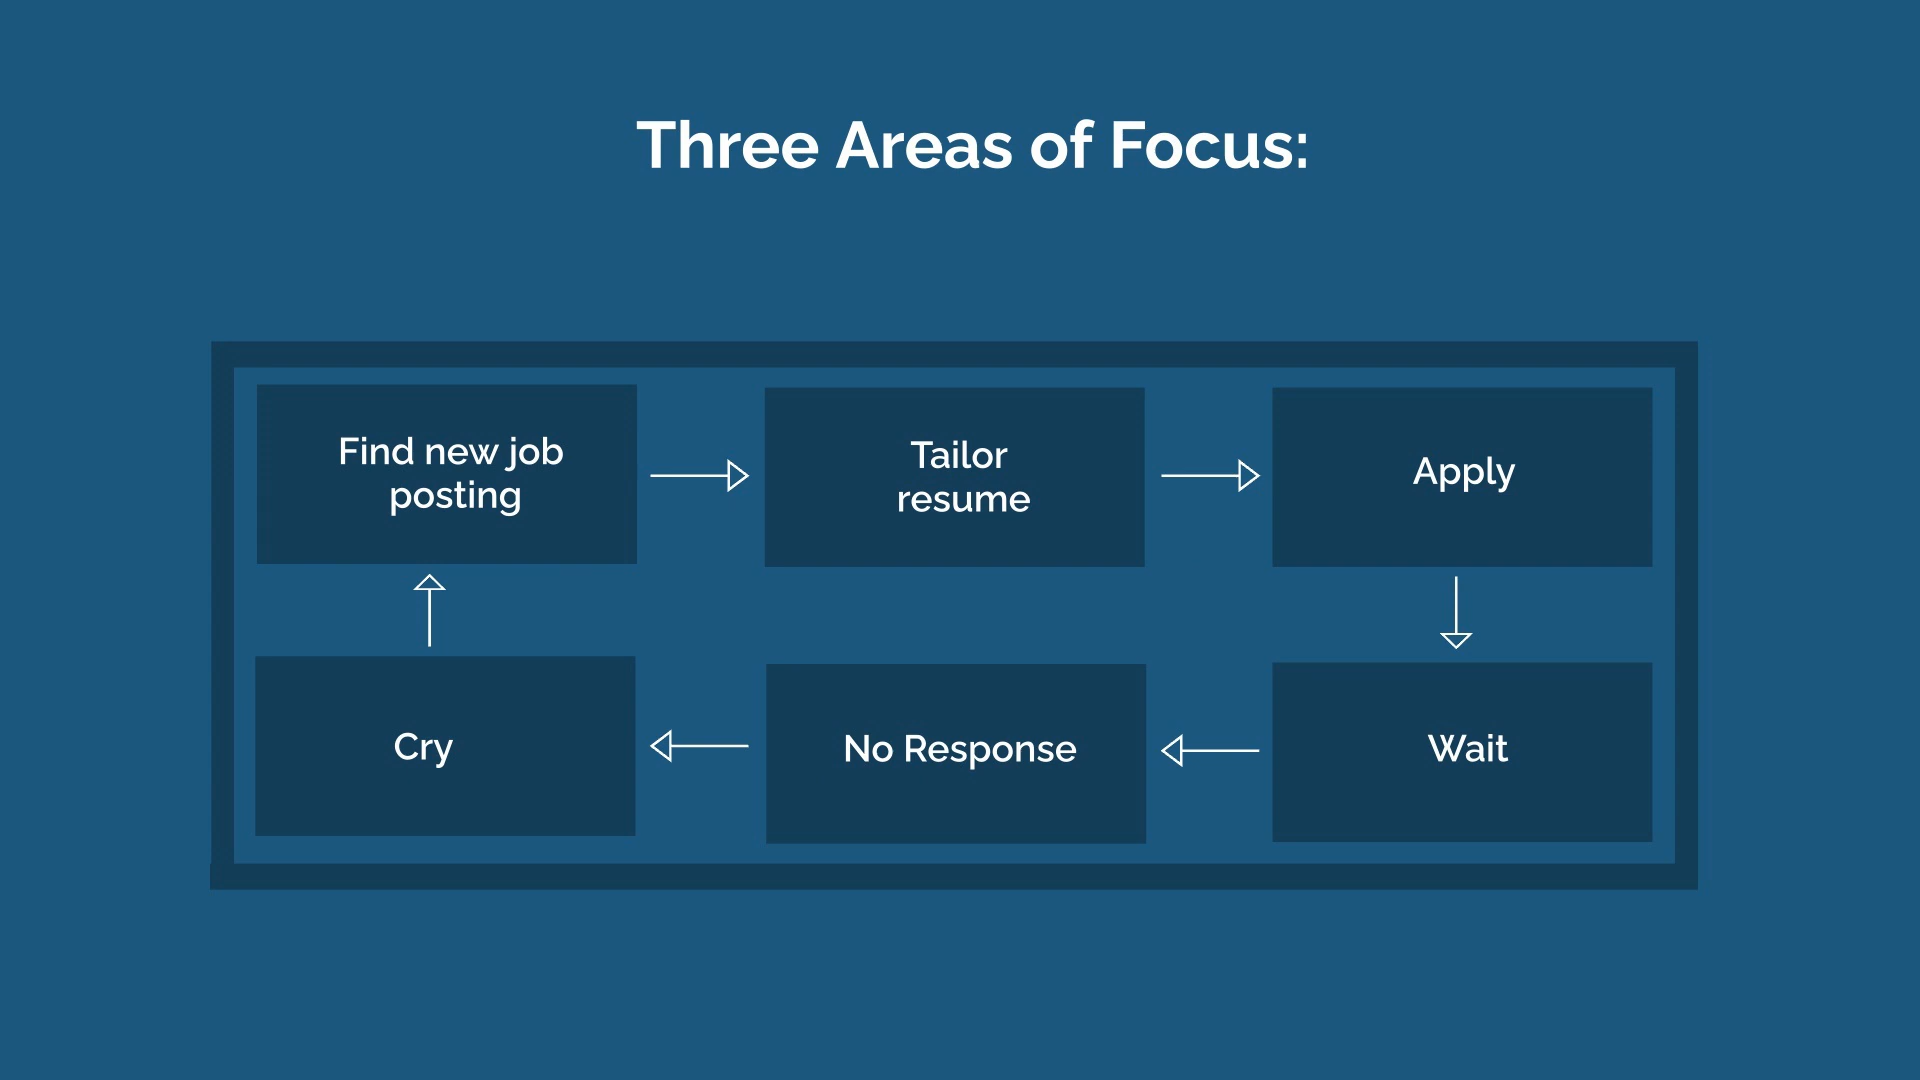 Three Areas of Focus:
Find new job
posting
Tailor
resume
Apply
Cry
No Response
Wait